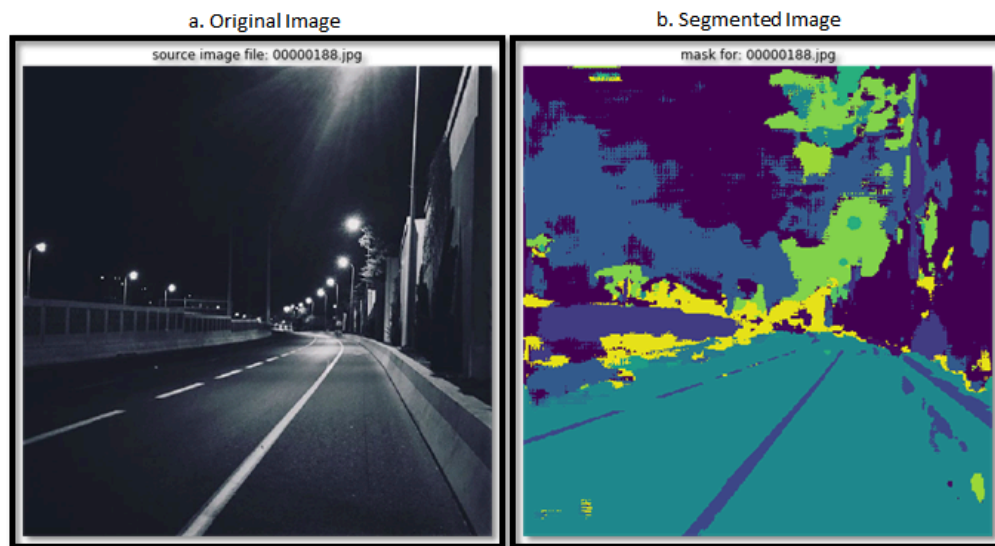 a. Original Image
b. Segmented Image
source image file: 00000188.jpg
mask for: 00000188.jpg